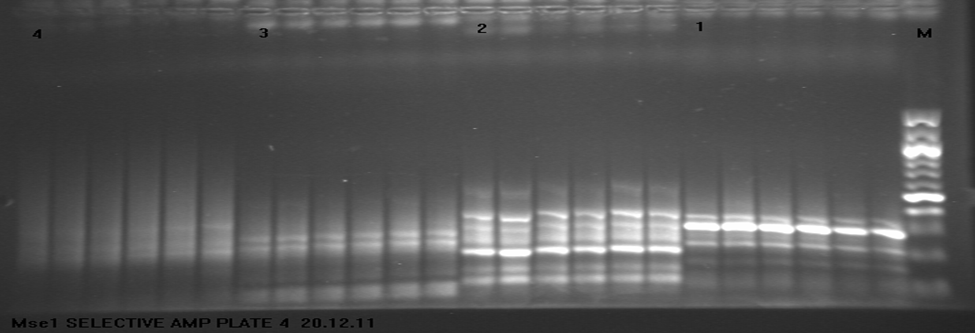 4 3 2 1 M
Mse1 SELECTIVE AMP PLATE 4 20.12.11